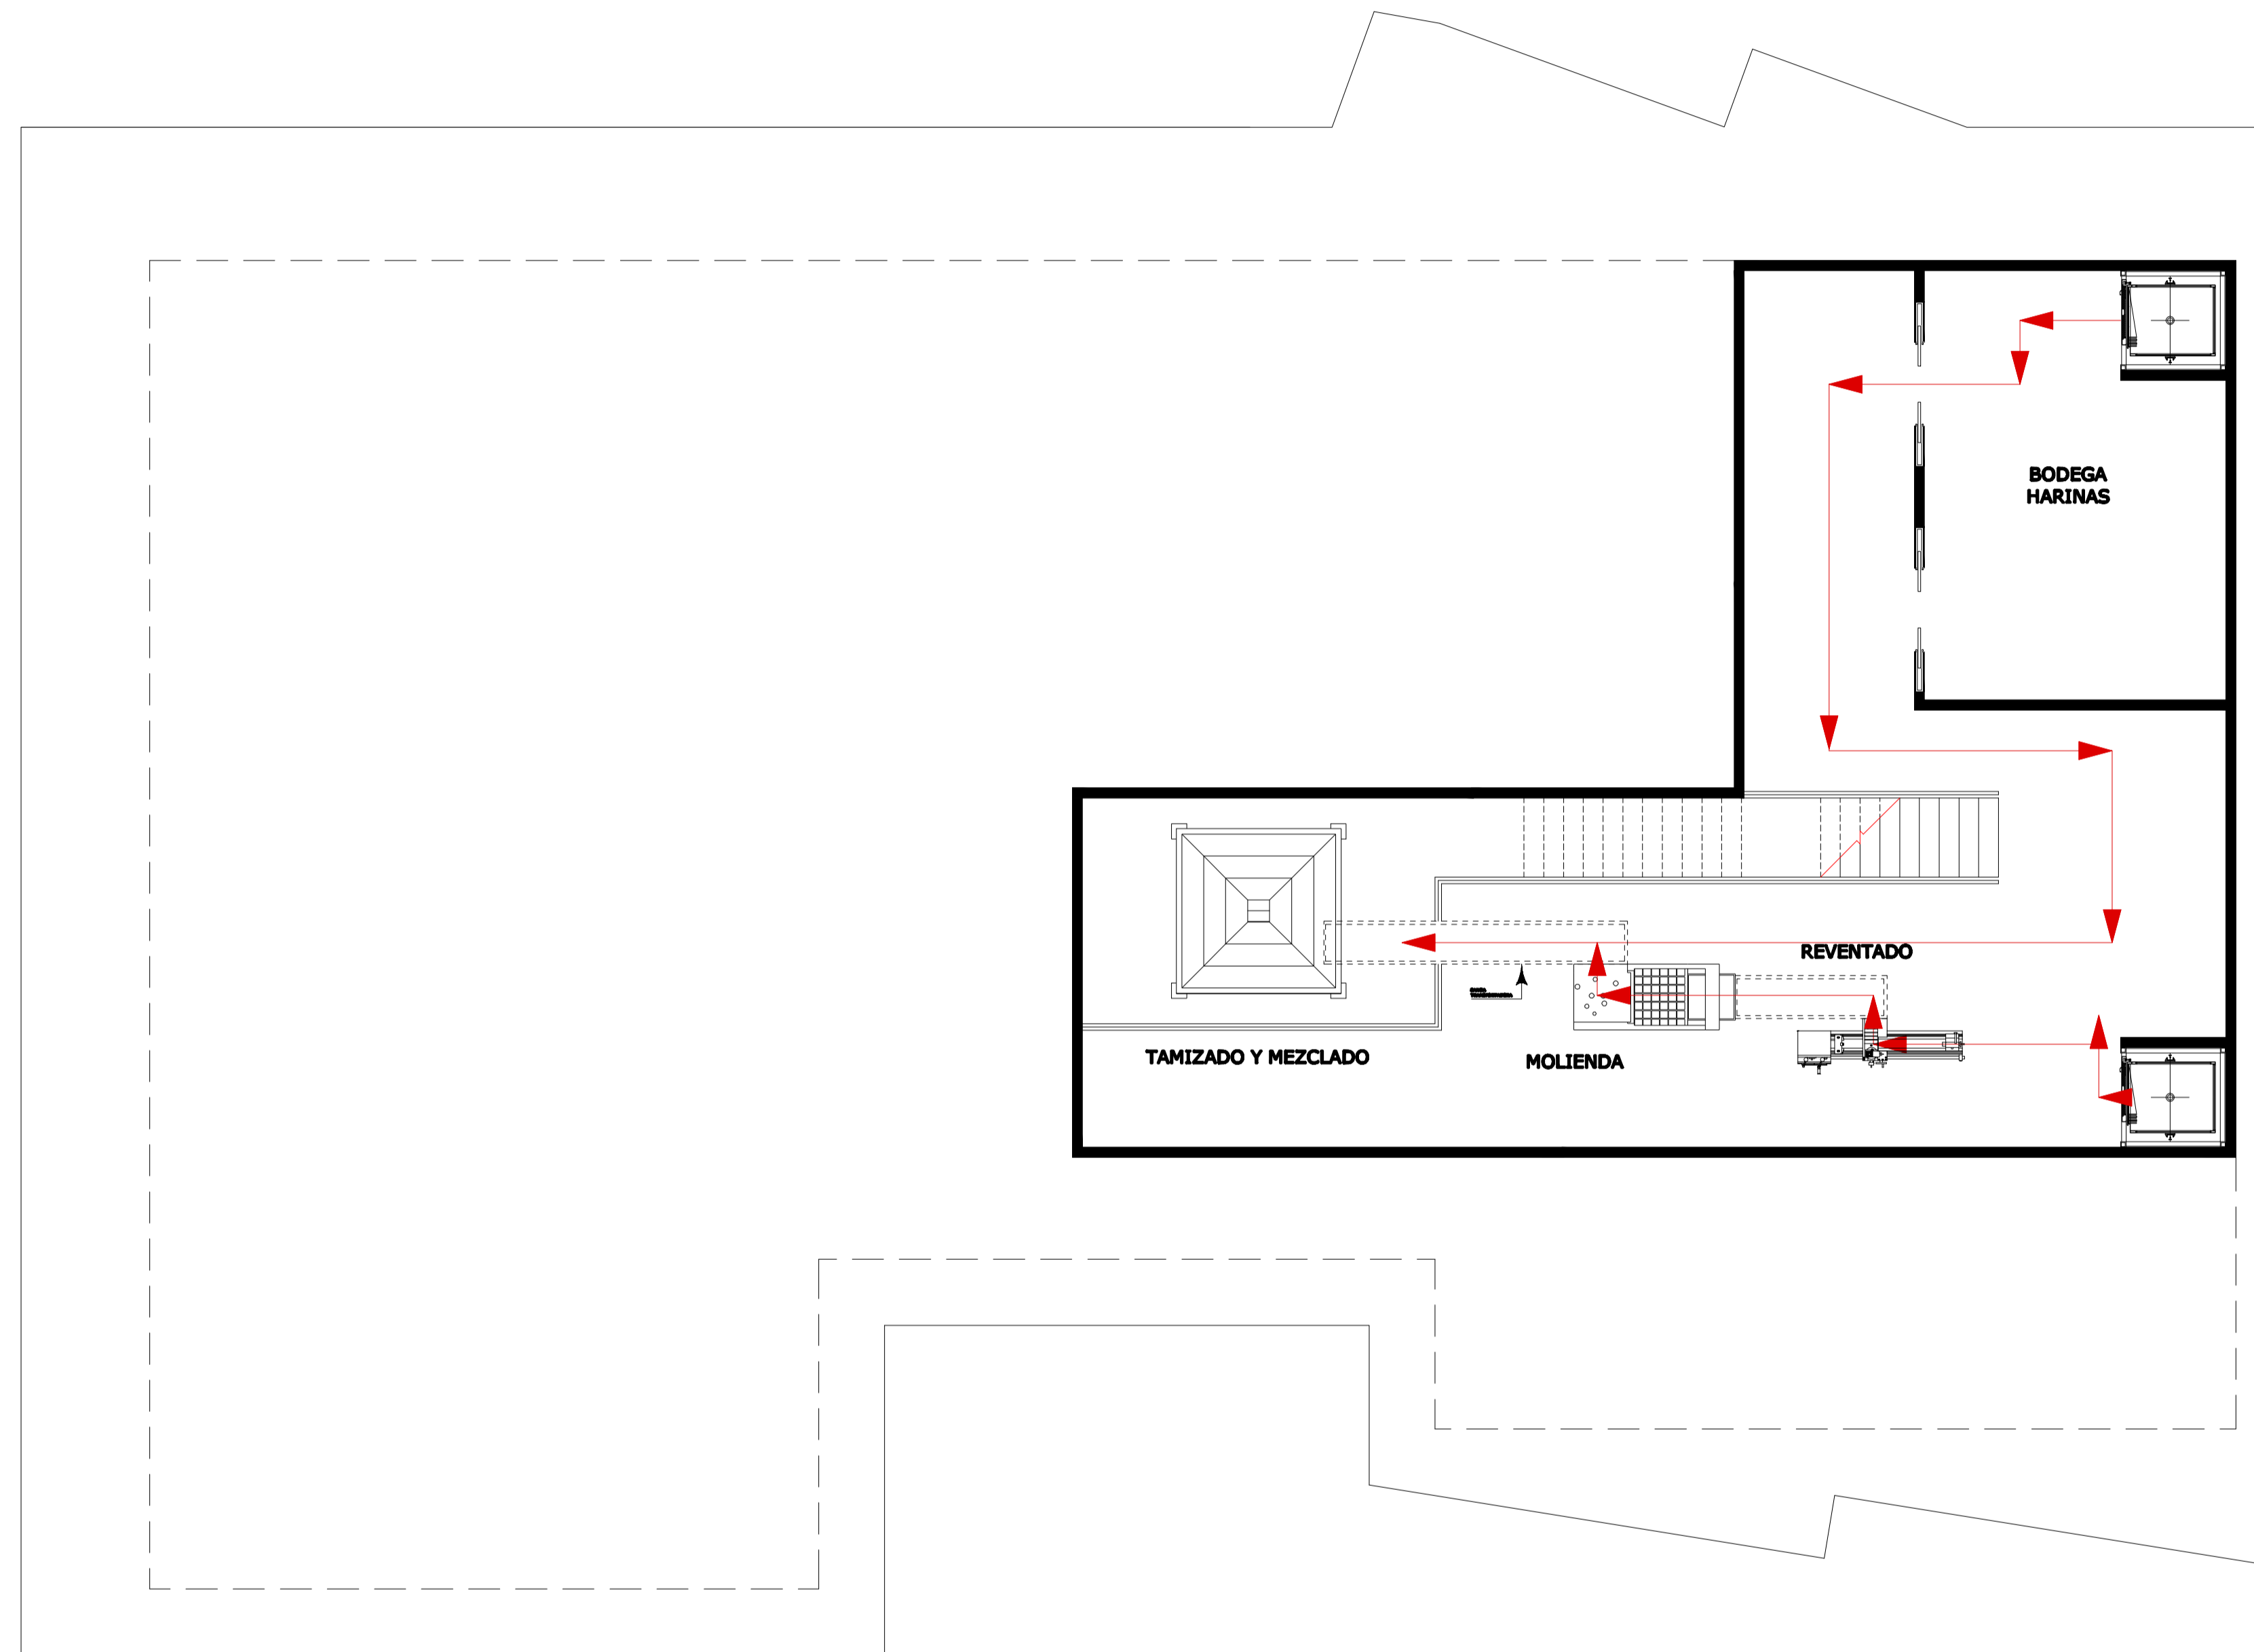 BODEGA
HARINAS
REVENTADO
TAMIZADO Y MEZCLADO
MOLIENDA